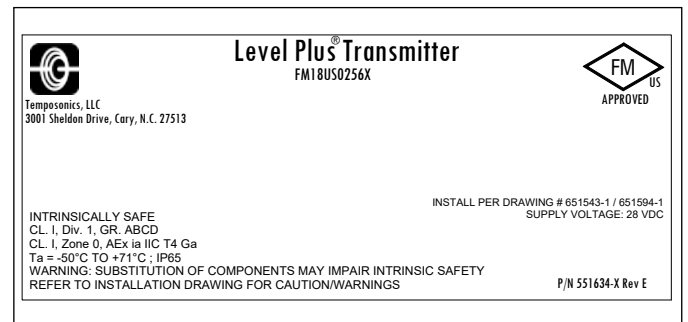 Level Plus® Transmitter
FM18US0256X
FM
US
APPROVED
Temposonics, LLC
3001 Sheldon Drive, Cary, N.C. 27513
INSTALL PER DRAWING # 651543-1 / 651594-1
SUPPLY VOLTAGE: 28 VDC
INTRINSICALLY SAFE
CL. I, Div. 1, GR. ABCD
CL. I, Zone 0, AEx ia IIC T4 Ga
Ta = -50°C TO +71°C ; IP65
WARNING: SUBSTITUTION OF COMPONENTS MAY IMPAIR INTRINSIC SAFETY
REFER TO INSTALLATION DRAWING FOR CAUTION/WARNINGS
P/N 551634-X Rev E